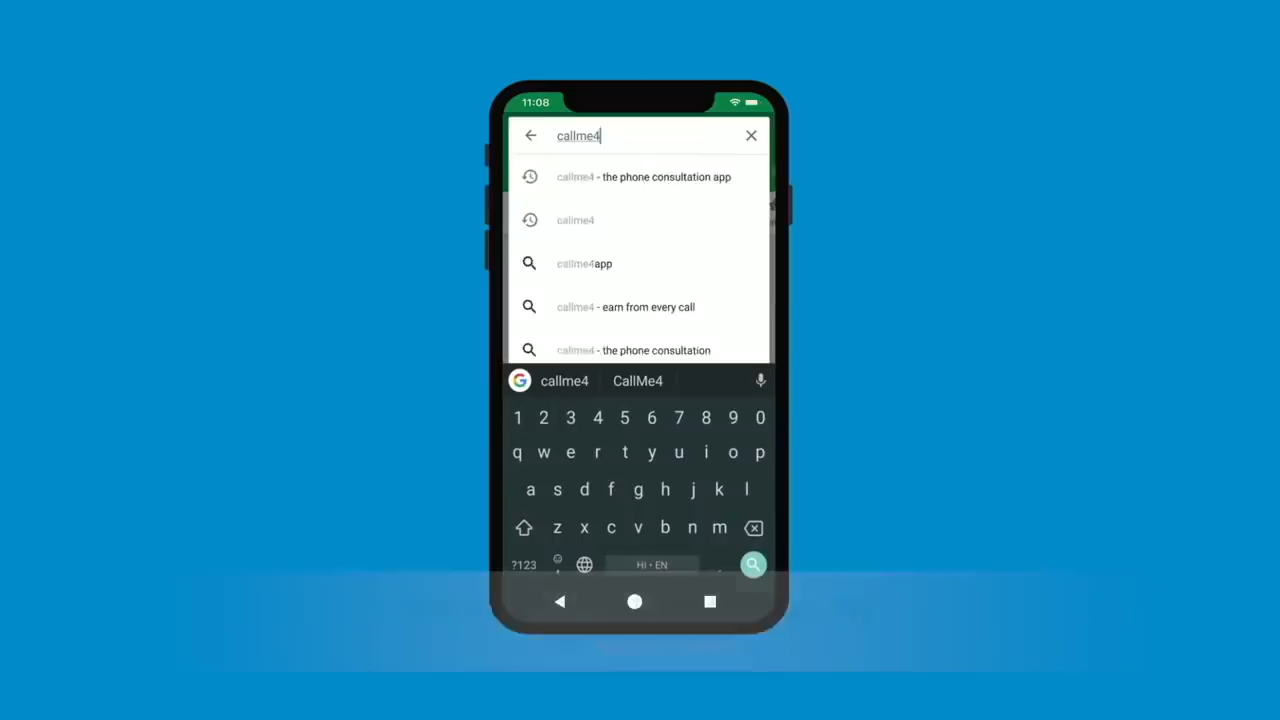 11:08
callme4
callme4 - the phone consultation app
callme4
callme4app
callme4 - earn from every call
callme4 - the phone consultation
G callme4 CallMe4
1 2 3 4 5 6 7 8 9 0
q w e r t y u i o p
a s d f g h j k l
z x c v b n m
?123 HI • EN